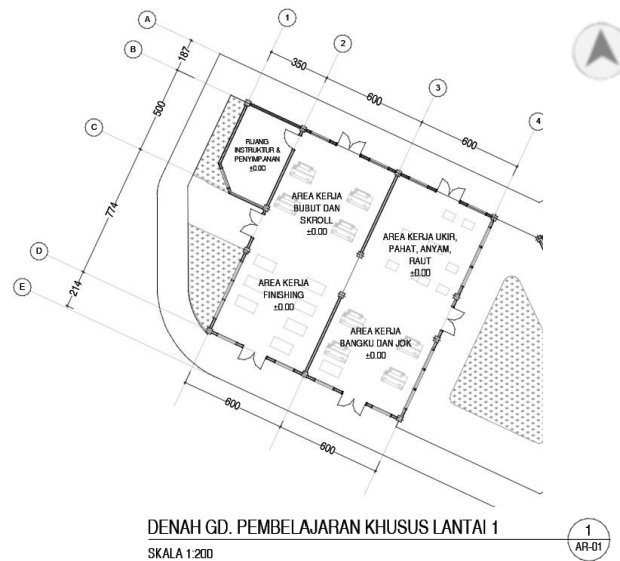 A
1
2
B
187
350
3
600
500
4
C
600
RUANG
INSTRUKTUR &
PENYIMPANAN
±0.00
AREA KERJA
BUBUT DAN
SKROLL
±0.00
774
AREA KERJA UKIR,
PAHAT, ANYAM,
RAUT
±0.00
D
AREA KERJA
FINISHING
±0.00
E
214
AREA KERJA
BANGKU DAN JOK
±0.00
600
600
DENAH GD. PEMBELAJARAN KHUSUS LANTAI 1
1
SKALA 1:200
AR-01